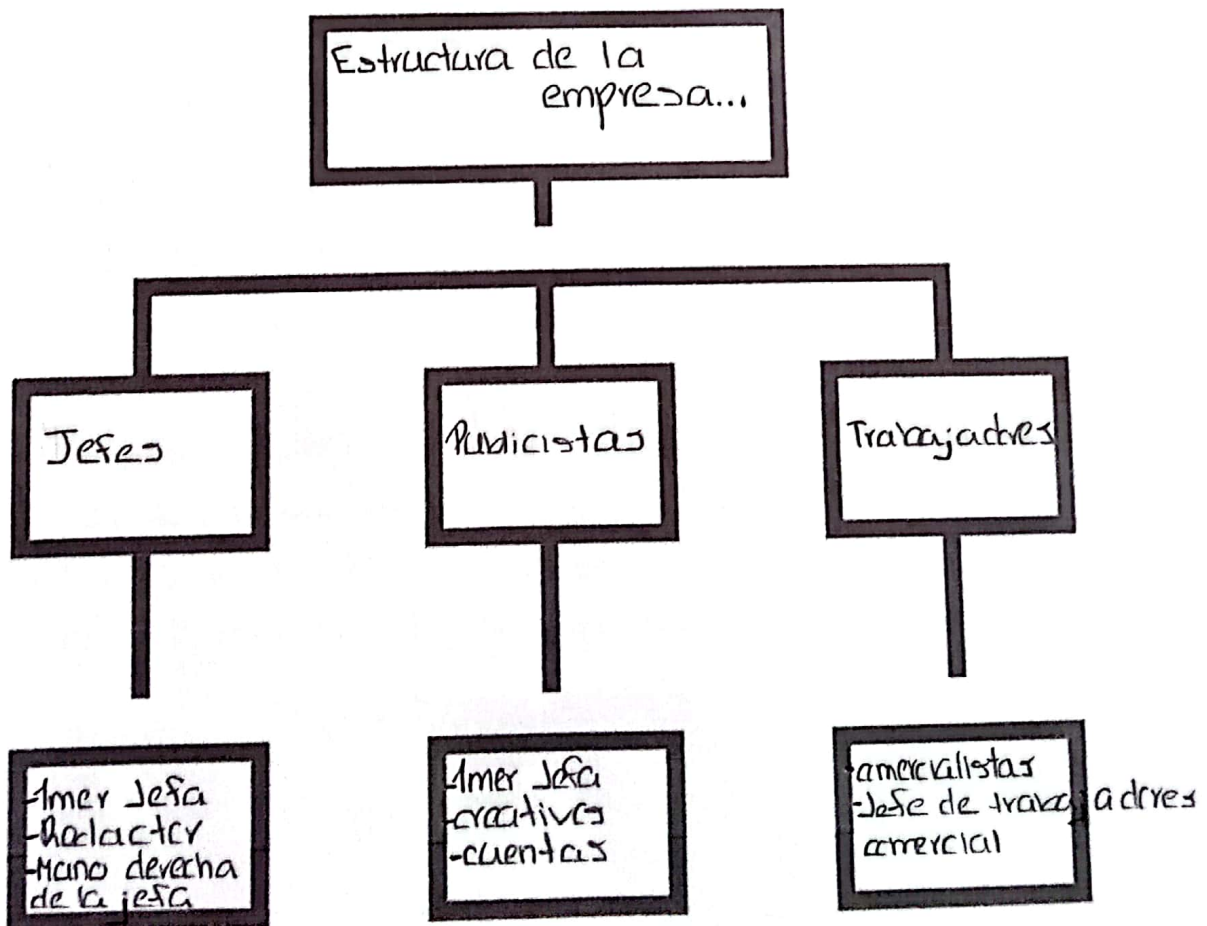 Estructura de la
empresa...
Jefes
Publicistas
Trabajadores
-1mer Jefa
-Redactor
-Mano derecha
de la jefa
-1mer Jefa
-creativos
-cuentas
-comercialistas
-Jefe de trabajadores
comercial